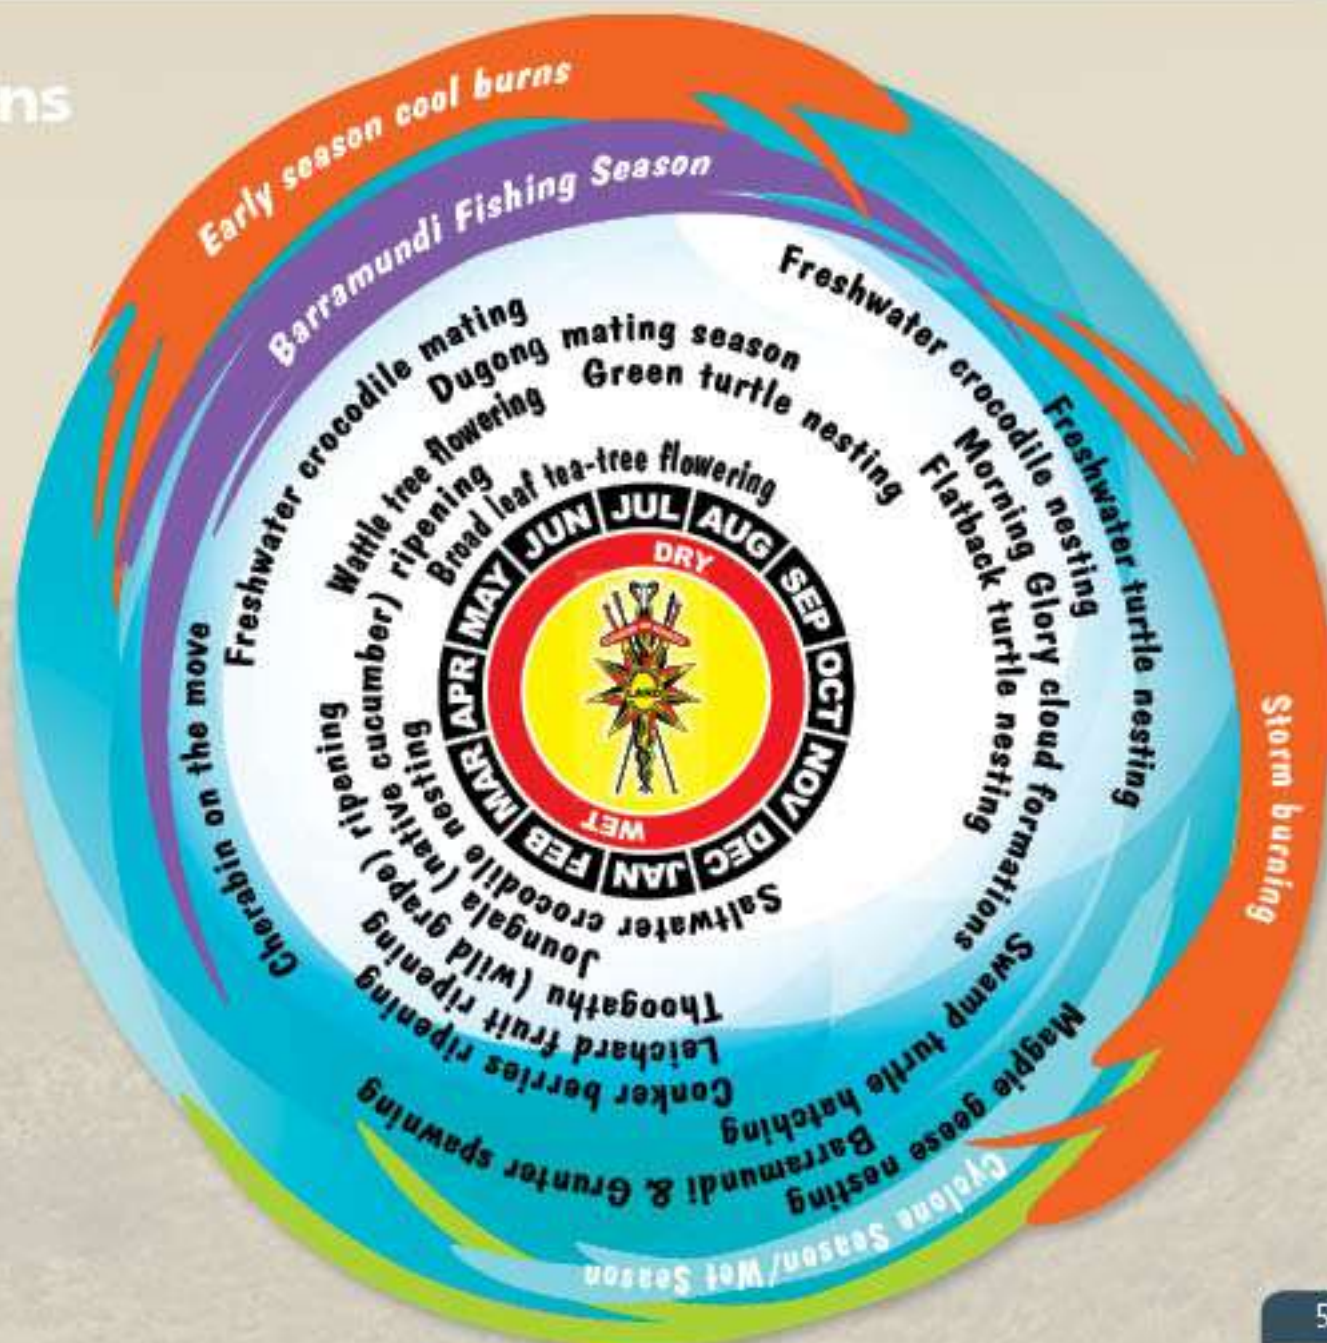 ns
Early season cool burns
Barramundi Fishing Season
Freshwater crocodile mating
Dugong mating season
Green turtle nesting
Wattle tree flowering
Broad leaf tea-tree flowering
Freshwater crocodile nesting
Freshwater turtle nesting
Morning Glory cloud formations
Flatback turtle nesting
Storm burning
JAN
FEB
MAR
APR
MAY
JUN
JUL
AUG
SEP
OCT
NOV
DEC
DRY
WET
LAND
Saltwater crocodile nesting
Joungala (native cucumber) ripening
Thoogathu (wild grape) ripening
Leichard fruit ripening
Conker berries ripening
Barramundi & Grunter spawning
Swamp turtle hatching
Magpie geese nesting
Cyclone Season/Wet Season
Cherabin on the move
5